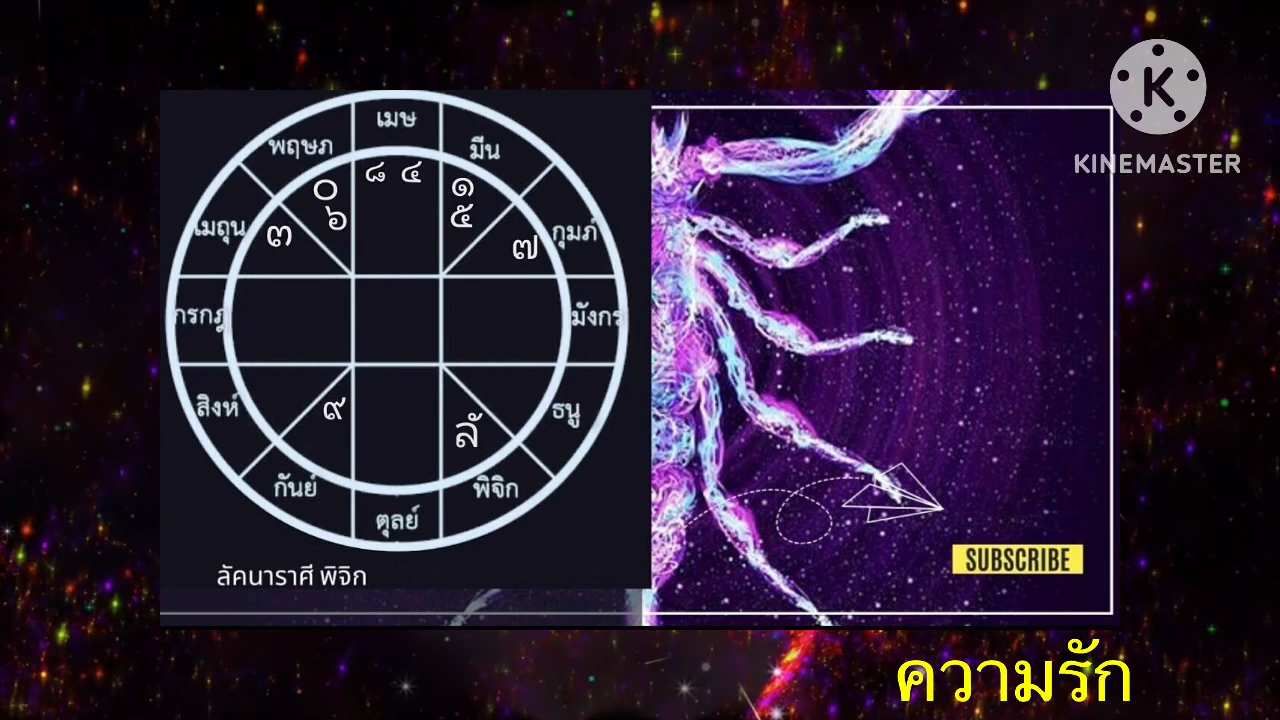 เมษ
พฤษภ
มีน
๘ ๔
๐
๖
๑
๕
เมถุน
๓
๗
กุมภ์
กรกฎ
มังกร
สิงห์
๙
ลั
ธนู
กันย์
พิจิก
ตุลย์
ลัคนาราศี พิจิก
K
KINEMASTER
SUBSCRIBE
ความรัก